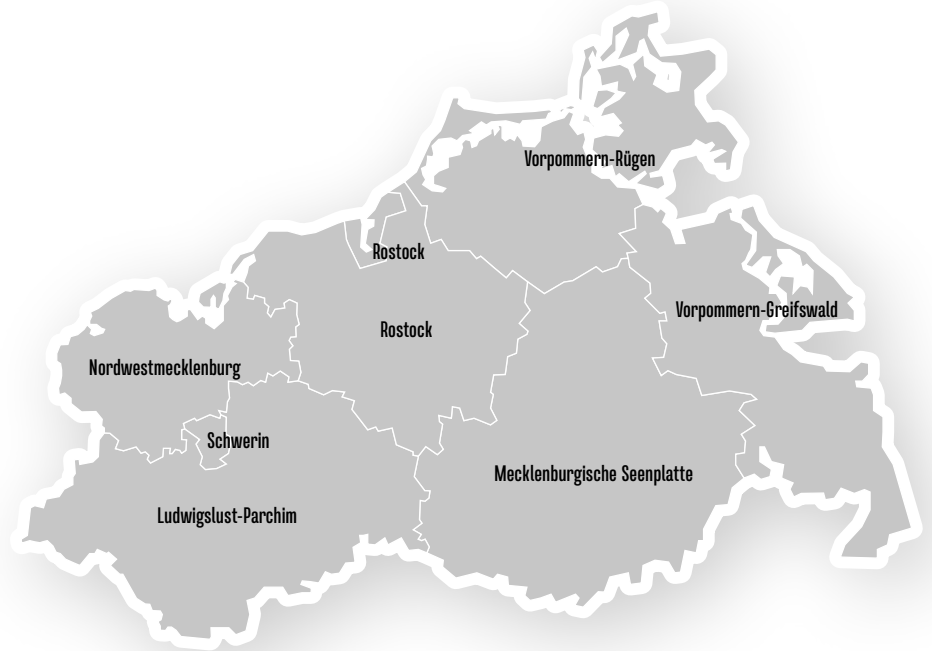 Vorpommern-Rügen
Rostock
Vorpommern-Greifswald
Rostock
Nordwestmecklenburg
Schwerin
Mecklenburgische Seenplatte
Ludwigslust-Parchim